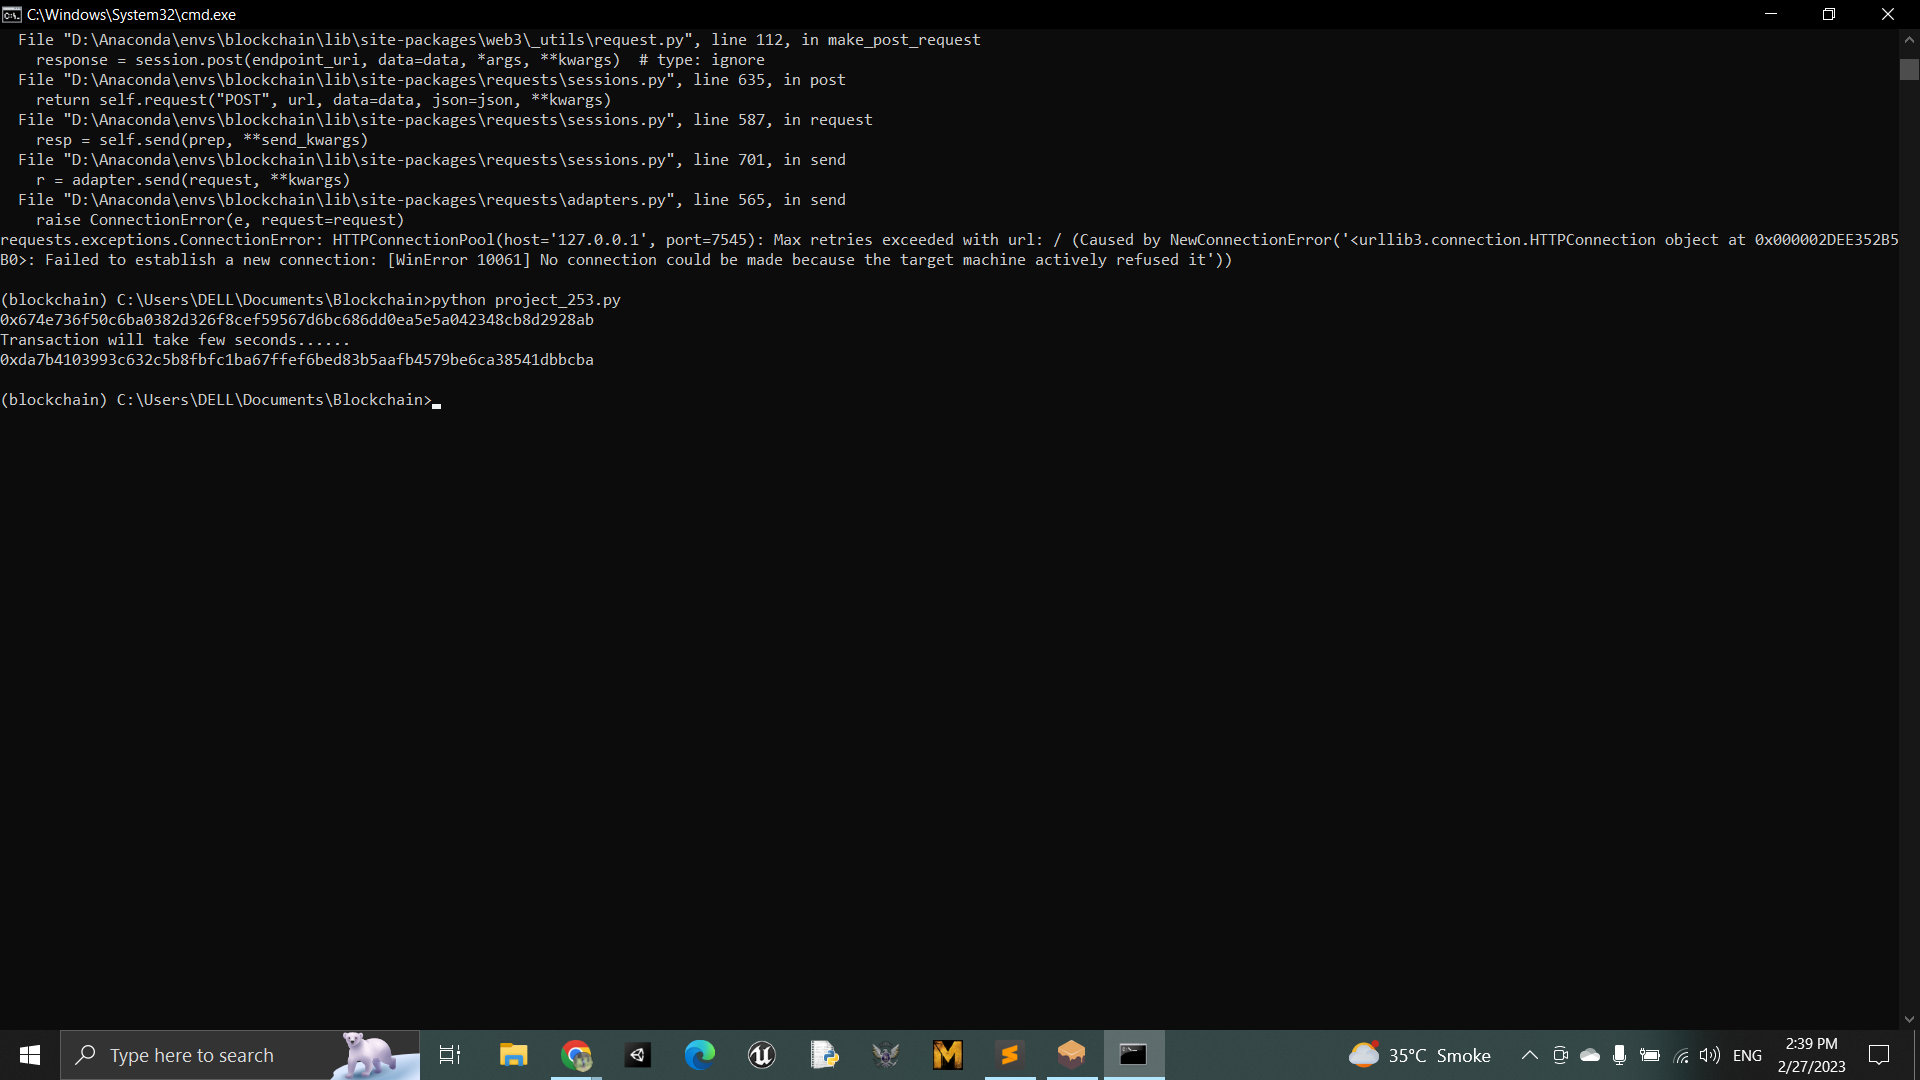 C:\Windows\System32\cmd.exe
File "D:\Anaconda\envs\blockchain\lib\site-packages\web3\_utils\request.py", line 112, in make_post_request
response = session.post(endpoint_uri, data=data, *args, **kwargs)  # type: ignore
File "D:\Anaconda\envs\blockchain\lib\site-packages\requests\sessions.py", line 635, in post
return self.request("POST", url, data=data, json=json, **kwargs)
File "D:\Anaconda\envs\blockchain\lib\site-packages\requests\sessions.py", line 587, in request
resp = self.send(prep, **send_kwargs)
File "D:\Anaconda\envs\blockchain\lib\site-packages\requests\sessions.py", line 701, in send
r = adapter.send(request, **kwargs)
File "D:\Anaconda\envs\blockchain\lib\site-packages\requests\adapters.py", line 565, in send
raise ConnectionError(e, request=request)
requests.exceptions.ConnectionError: HTTPConnectionPool(host='127.0.0.1', port=7545): Max retries exceeded with url: / (Caused by NewConnectionError('<urllib3.connection.HTTPConnection object at 0x000002DEE352B5
B0>: Failed to establish a new connection: [WinError 10061] No connection could be made because the target machine actively refused it'))
(blockchain) C:\Users\DELL\Documents\Blockchain>python project_253.py
0x674e736f50c6ba0382d326f8cef59567d6bc686dd0ea5e5a042348cb8d2928ab
Transaction will take few seconds......
0xda7b4103993c632c5b8fbfc1ba67ffef6bed83b5aafb4579be6ca38541dbbcba
(blockchain) C:\Users\DELL\Documents\Blockchain>
Type here to search
35°C Smoke
ENG
2:39 PM
2/27/2023